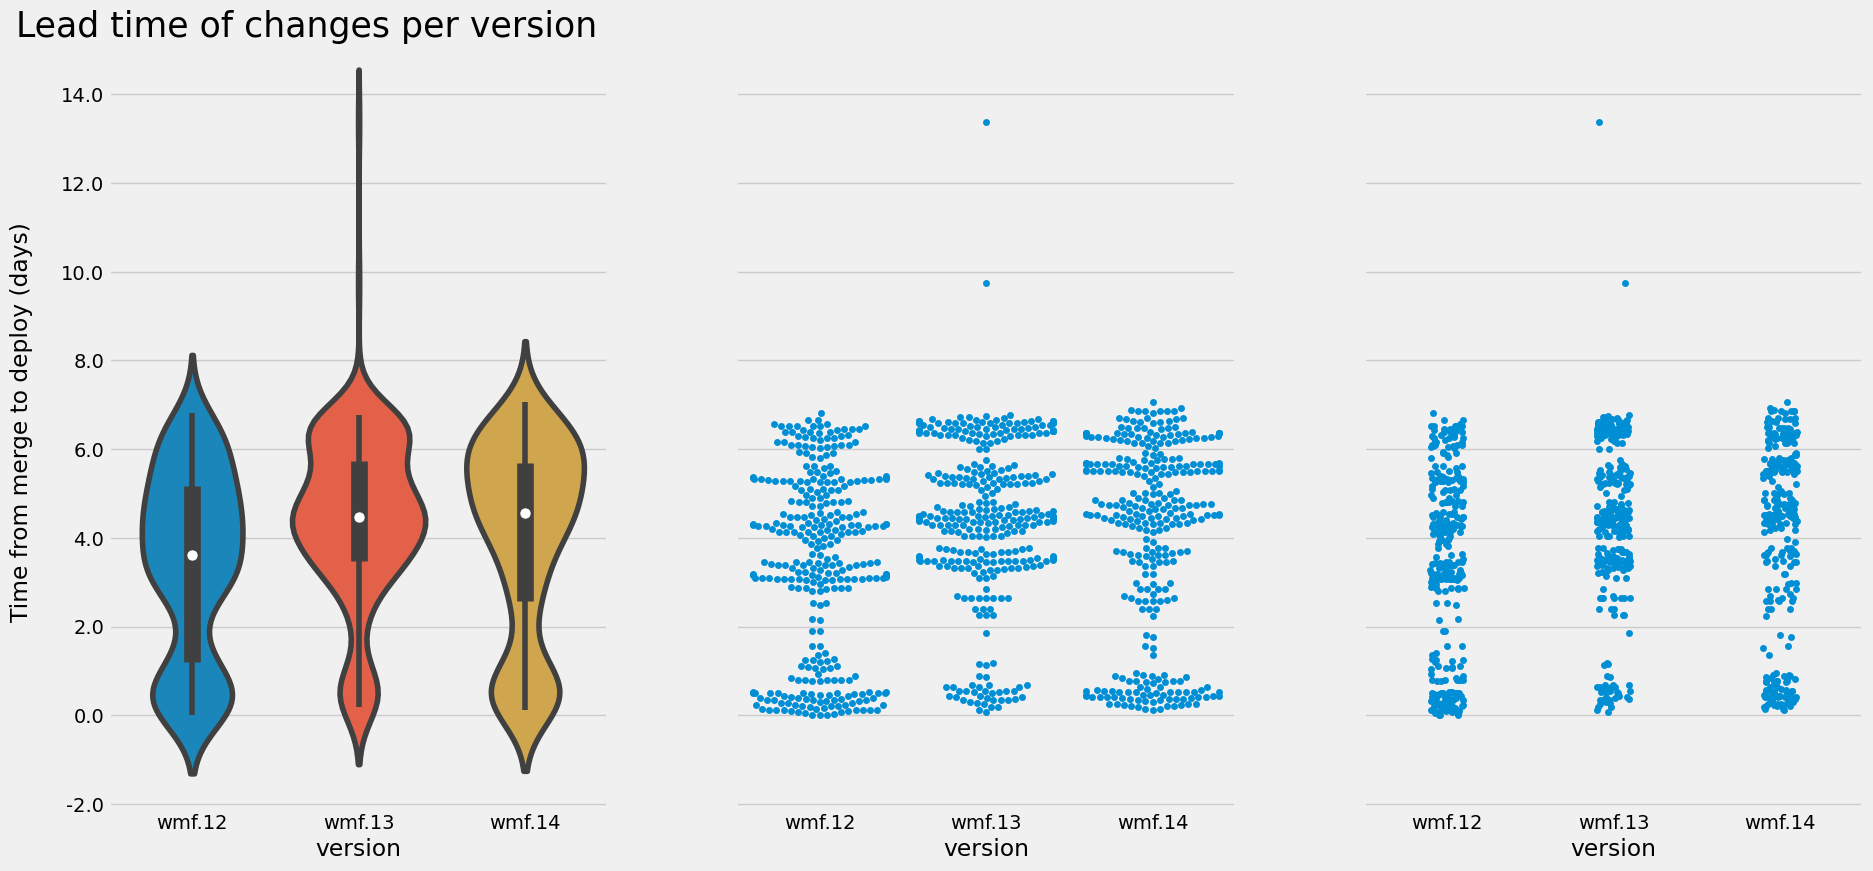 Lead time of changes per version
Time from merge to deploy (days)
14.0
12.0
10.0
8.0
6.0
4.0
2.0
0.0
-2.0
wmf.12 wmf.13 wmf.14
version
wmf.12 wmf.13 wmf.14
version
wmf.12 wmf.13 wmf.14
version